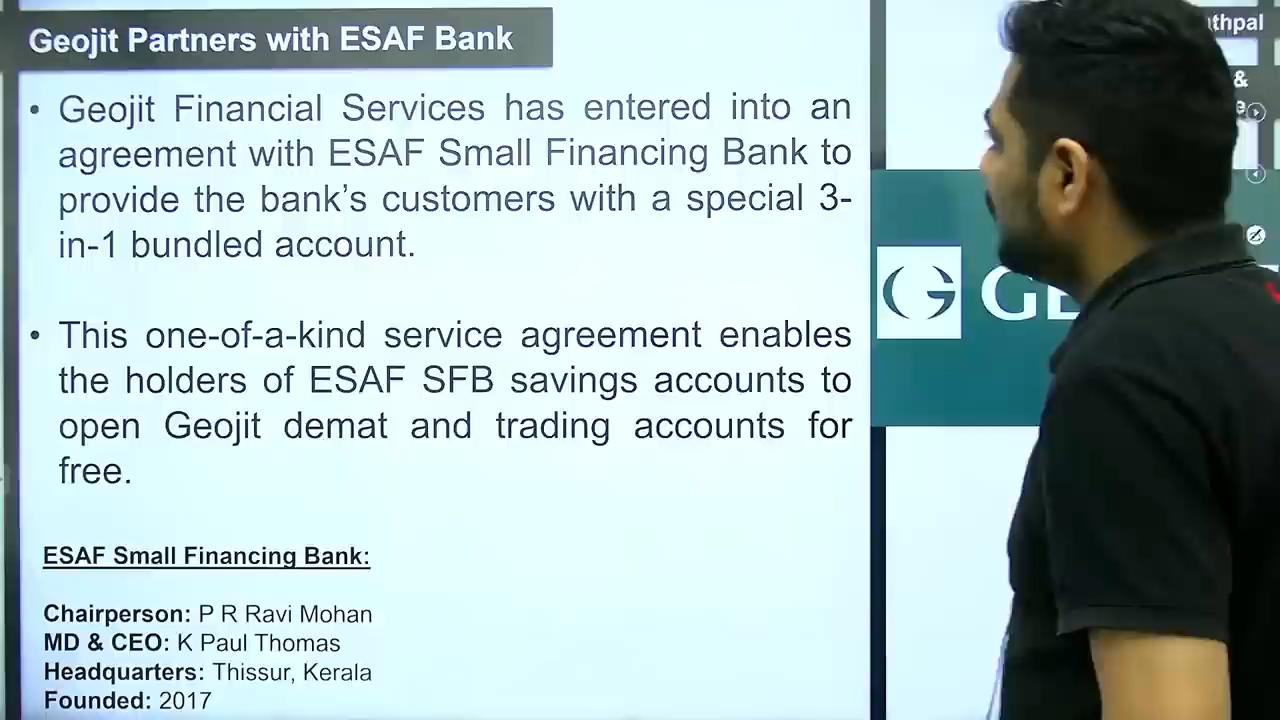 Geojit Partners with ESAF Bank
• Geojit Financial Services has entered into an
agreement with ESAF Small Financing Bank to
provide the bank’s customers with a special 3-
in-1 bundled account.
• This one-of-a-kind service agreement enables
the holders of ESAF SFB savings accounts to
open Geojit demat and trading accounts for
free.
ESAF Small Financing Bank:
Chairperson: P R Ravi Mohan
MD & CEO: K Paul Thomas
Headquarters: Thissur, Kerala
Founded: 2017
thpal
&
G